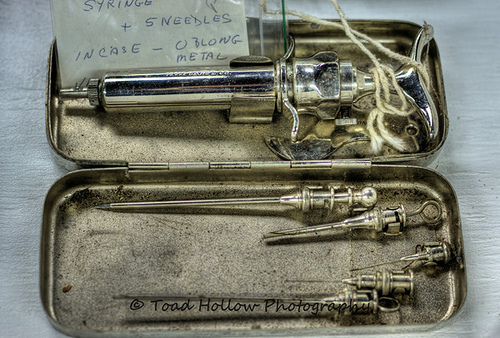 SYRINGE
+ 5 NEEDLES
IN CASE - OBLONG
METAL
© Toad Hollow Photography